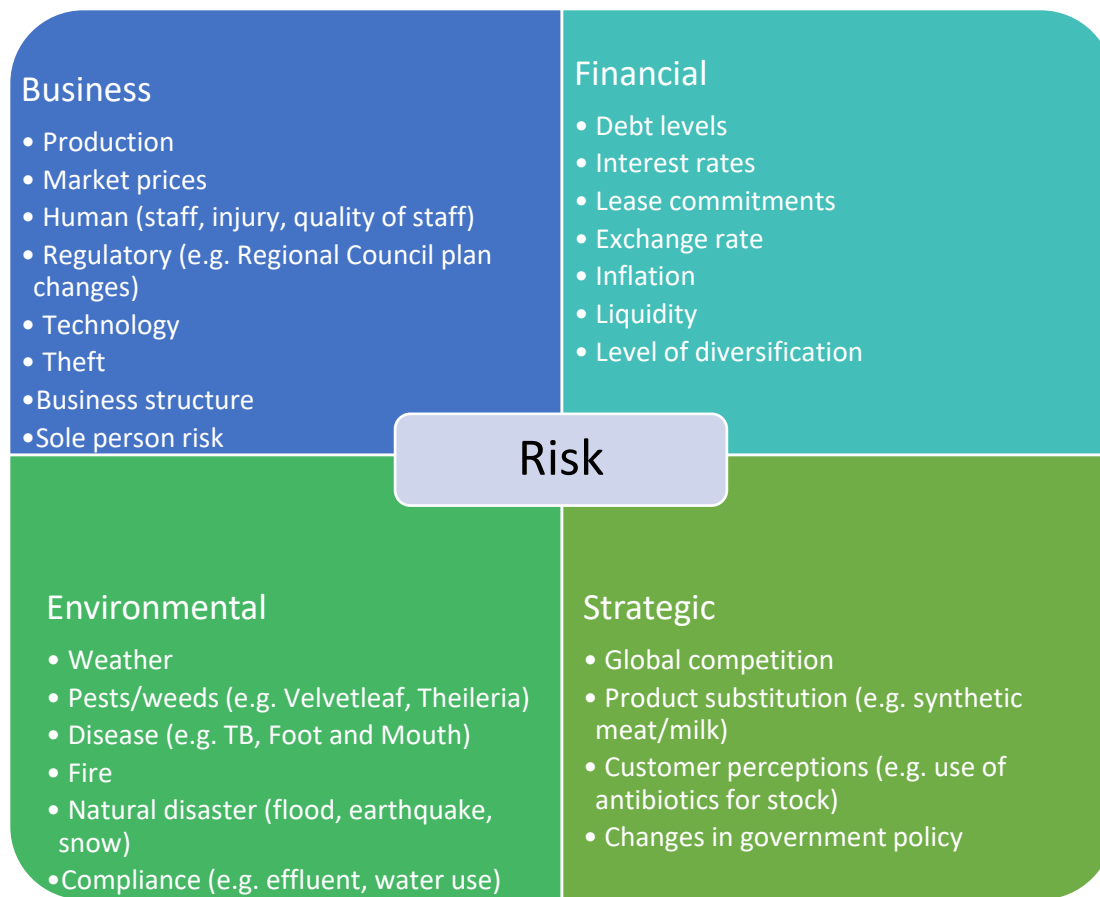 Business
• Production
• Market prices
• Human (staff, injury, quality of staff)
• Regulatory (e.g. Regional Council plan
changes)
• Technology
• Theft
•Business structure
•Sole person risk
Financial
• Debt levels
• Interest rates
• Lease commitments
• Exchange rate
• Inflation
• Liquidity
• Level of diversification
Risk
Environmental
• Weather
• Pests/weeds (e.g. Velvetleaf, Theileria)
• Disease (e.g. TB, Foot and Mouth)
• Fire
• Natural disaster (flood, earthquake,
snow)
•Compliance (e.g. effluent, water use)
Strategic
• Global competition
• Product substitution (e.g. synthetic
meat/milk)
• Customer perceptions (e.g. use of
antibiotics for stock)
• Changes in government policy